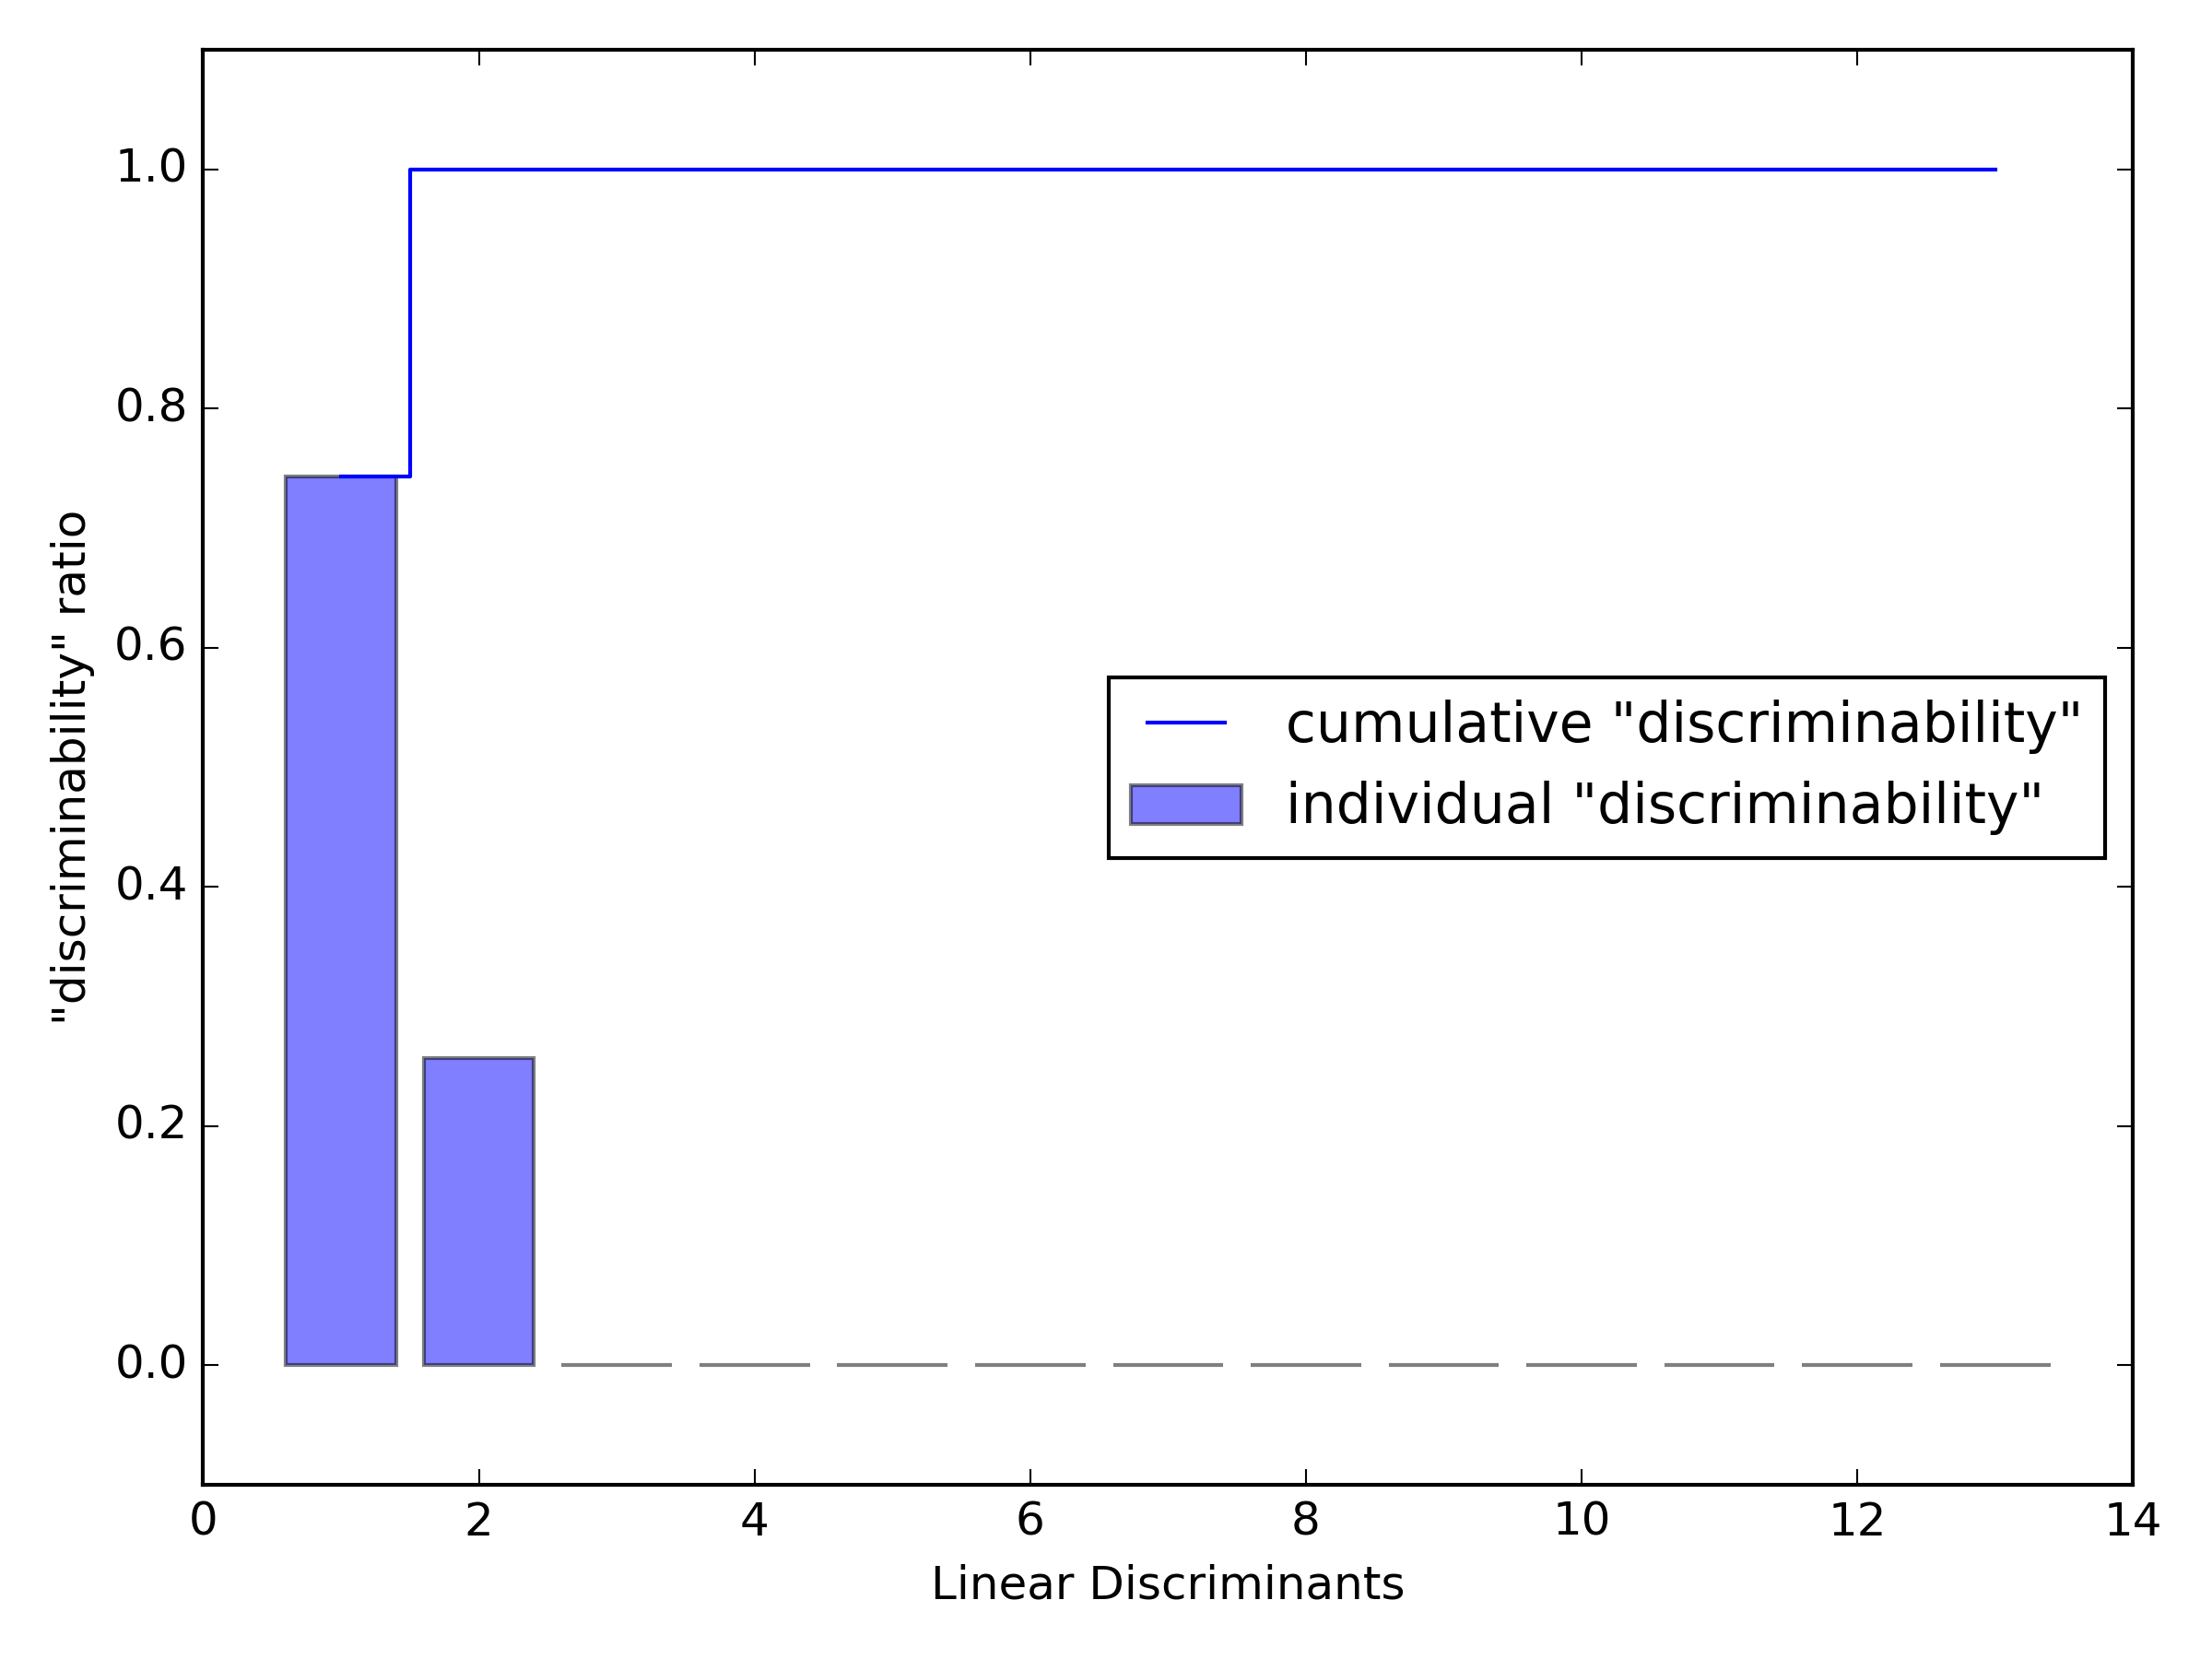 1.0
0.8
0.6
0.4
0.2
0.0
"discriminability" ratio
cumulative "discriminability"
individual "discriminability"
0 2 4 6 8 10 12 14
Linear Discriminants